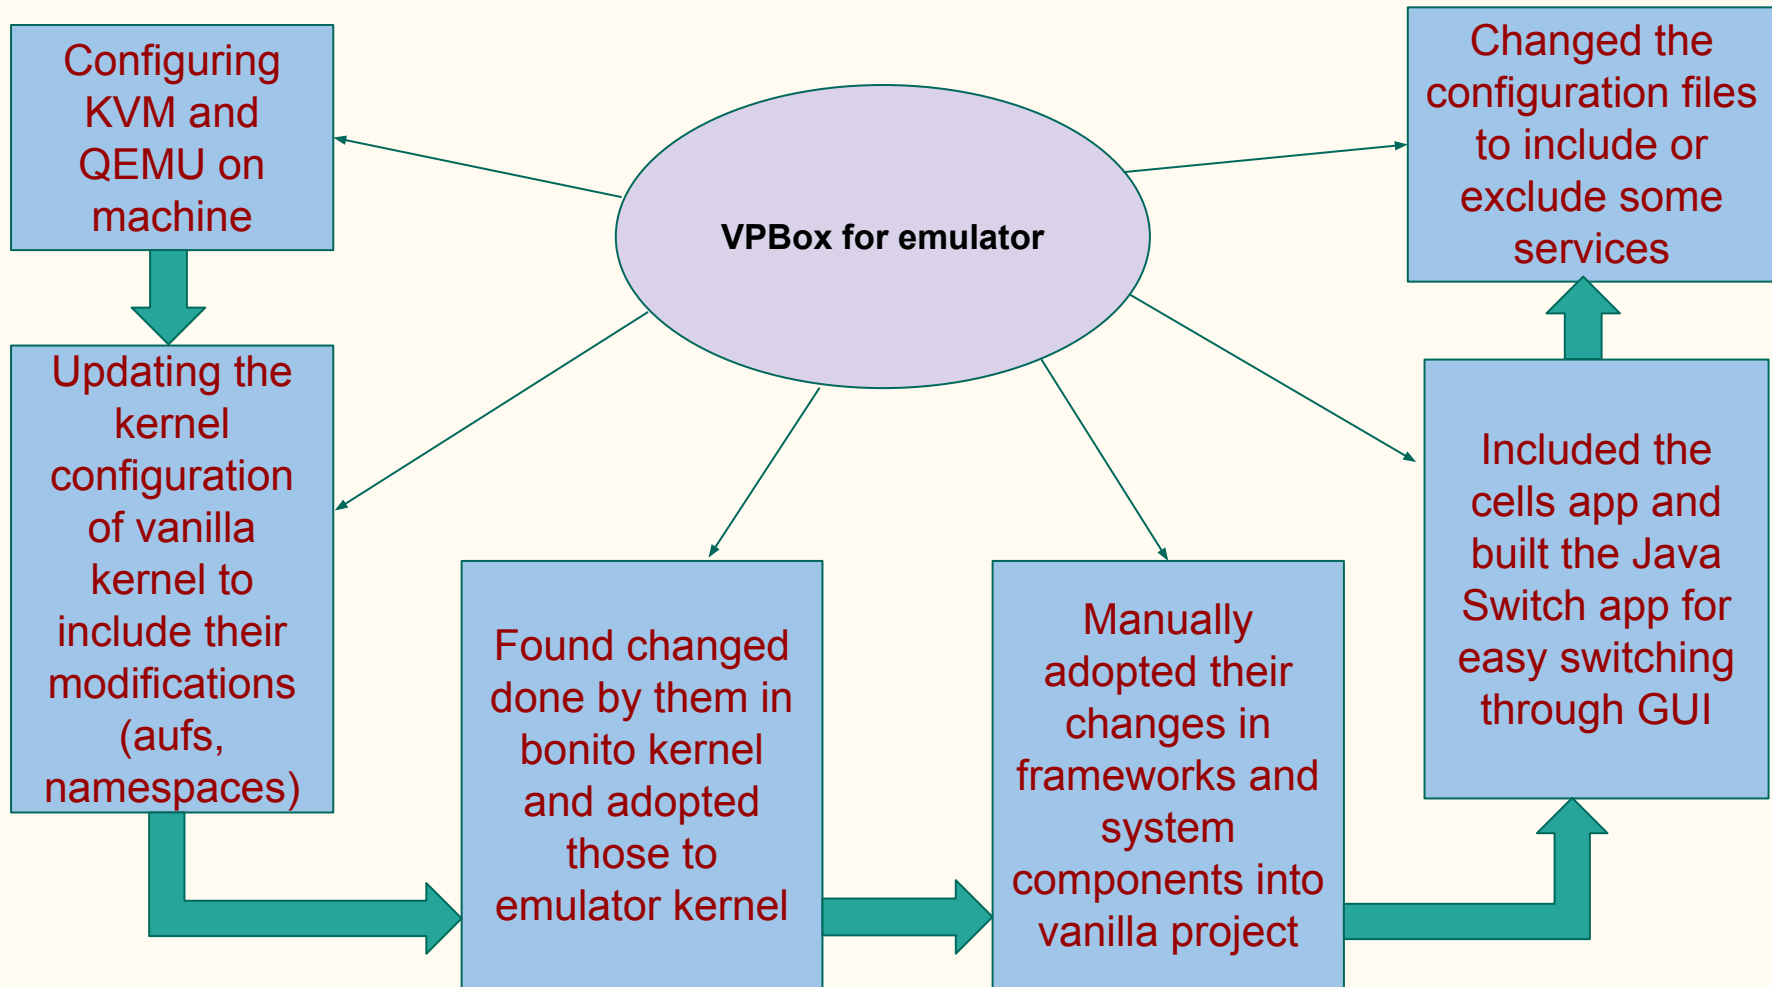 Configuring
KVM and
QEMU on
machine
VPBox for emulator
Changed the
configuration files
to include or
exclude some
services
Updating the
kernel
configuration
of vanilla
kernel to
include their
modifications
(aufs,
namespaces)
Found changed
done by them in
bonito kernel
and adopted
those to
emulator kernel
Manually
adopted their
changes in
frameworks and
system
components into
vanilla project
Included the
cells app and
built the Java
Switch app for
easy switching
through GUI